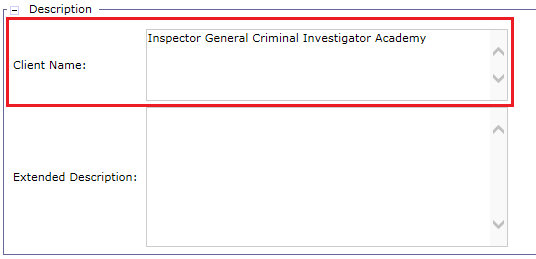 Description
Client Name:
Inspector General Criminal Investigator Academy
Extended Description: